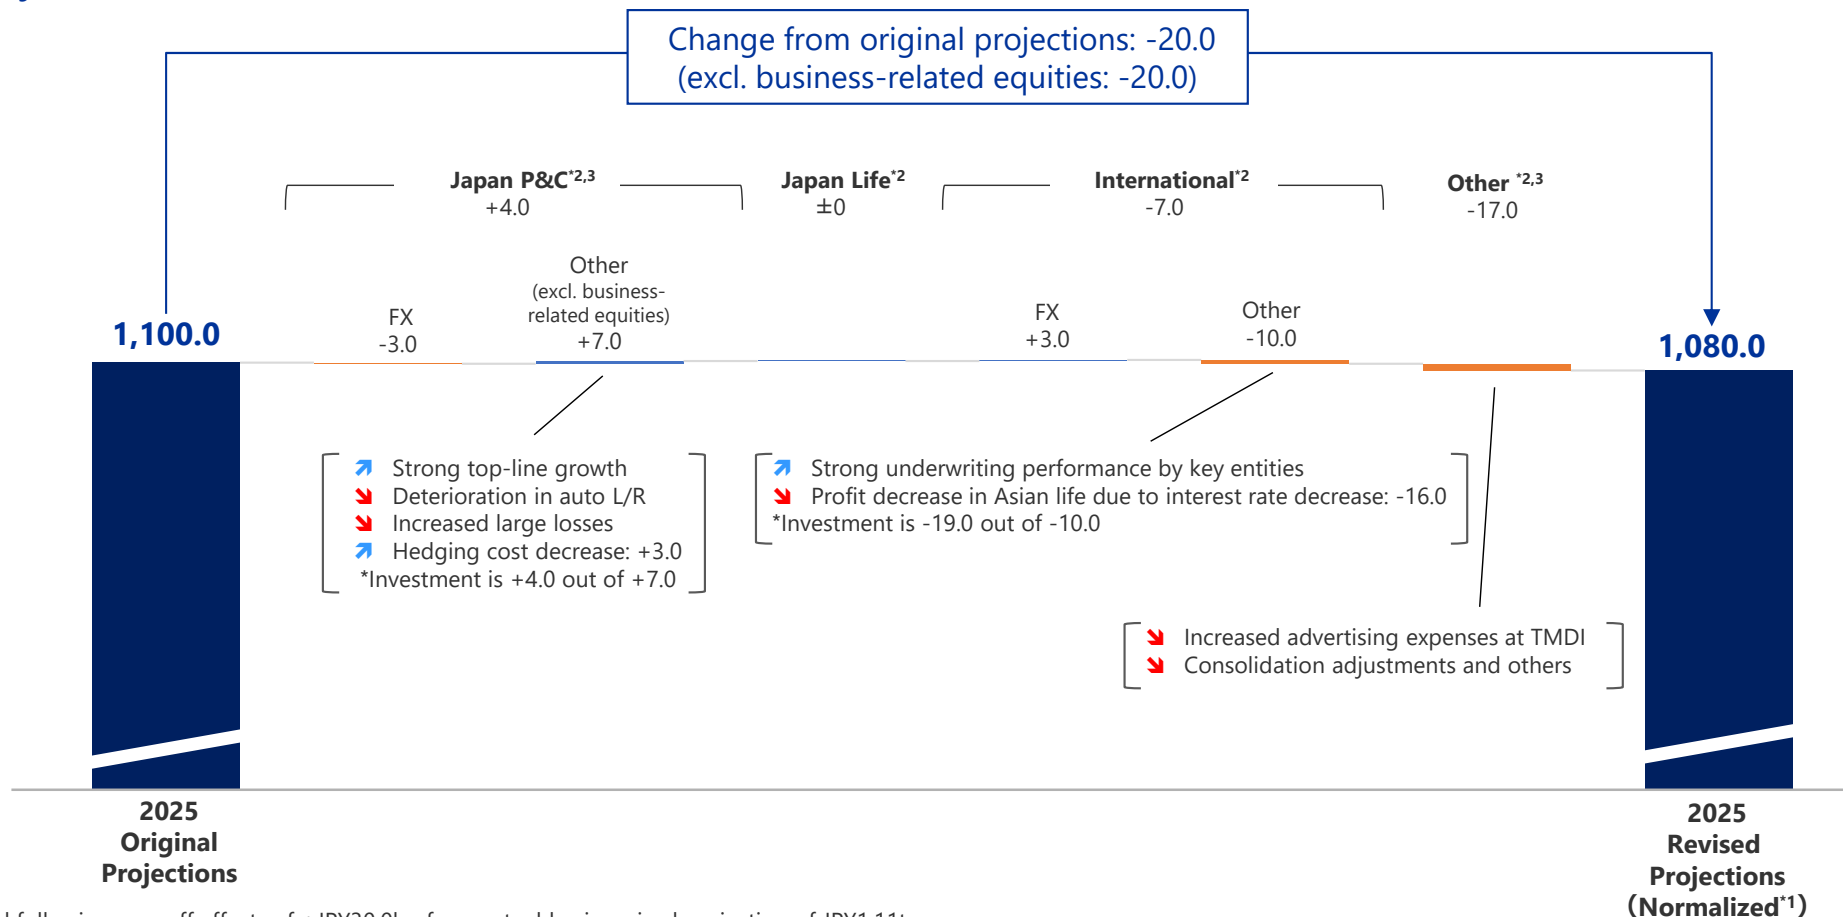 Change from original projections: -20.0
(excl. business-related equities: -20.0)
Japan P&C*2,3
+4.0
Japan Life*2
±0
International*2
-7.0
Other *2,3
-17.0
1,100.0
FX
-3.0
Other
(excl. business-
related equities)
+7.0
FX
+3.0
Other
-10.0
1,080.0
Strong top-line growth
Deterioration in auto L/R
Increased large losses
Hedging cost decrease: +3.0
*Investment is +4.0 out of +7.0
Strong underwriting performance by key entities
Profit decrease in Asian life due to interest rate decrease: -16.0
*Investment is -19.0 out of -10.0
Increased advertising expenses at TMDI
Consolidation adjustments and others
2025
Original
Projections
2025
Revised
Projections
(Normalized*1)